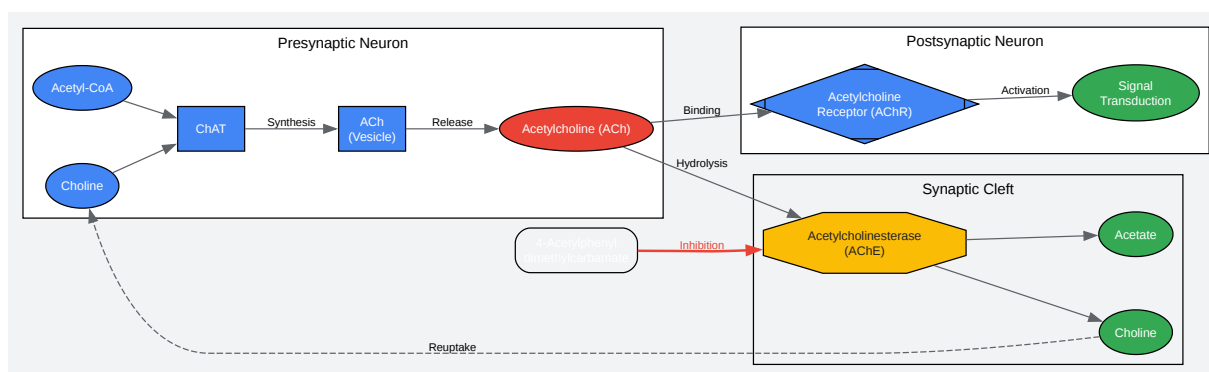 Presynaptic Neuron
Acetyl-CoA
Choline
ChAT
Synthesis
ACh
(Vesicle)
Release
Acetylcholine (ACh)
Binding
Hydrolysis
Postsynaptic Neuron
Acetylcholine
Receptor (AChR)
Activation
Signal
Transduction
4-Acetylphenyl
dimethylcarbamate
Inhibition
Synaptic Cleft
Acetylcholinesterase
(AChE)
Acetate
Choline
Reuptake